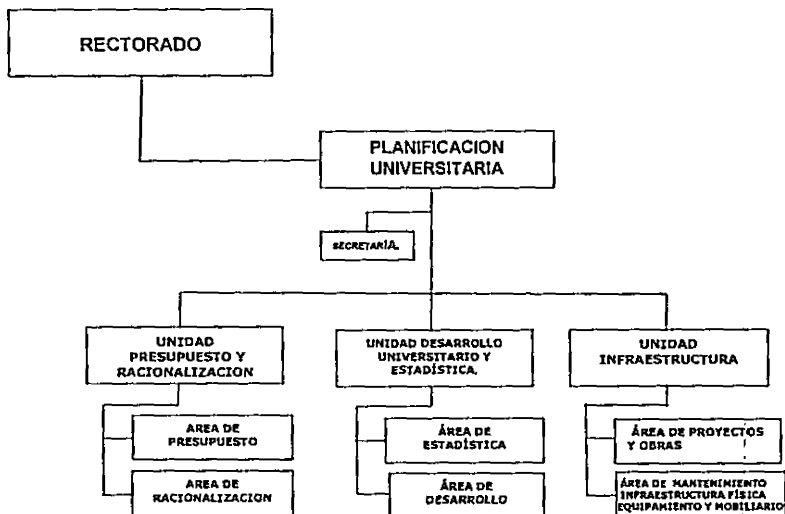 RECTORADO
PLANIFICACION
UNIVERSITARIA
SECRETARÍA.
UNIDAD
PRESUPUESTO Y
RACIONALIZACION
UNIDAD DESARROLLO
UNIVERSITARIO Y
ESTADÍSTICA.
UNIDAD
INFRAESTRUCTURA
AREA DE
PRESUPUESTO
ÁREA DE
ESTADÍSTICA
ÁREA DE PROYECTOS
Y OBRAS
AREA DE
RACIONALIZACION
ÁREA DE
DESARROLLO
ÁREA DE MANTENIMIENTO
INFRAESTRUCTURA FÍSICA
EQUIPAMIENTO Y MOBILIARIO